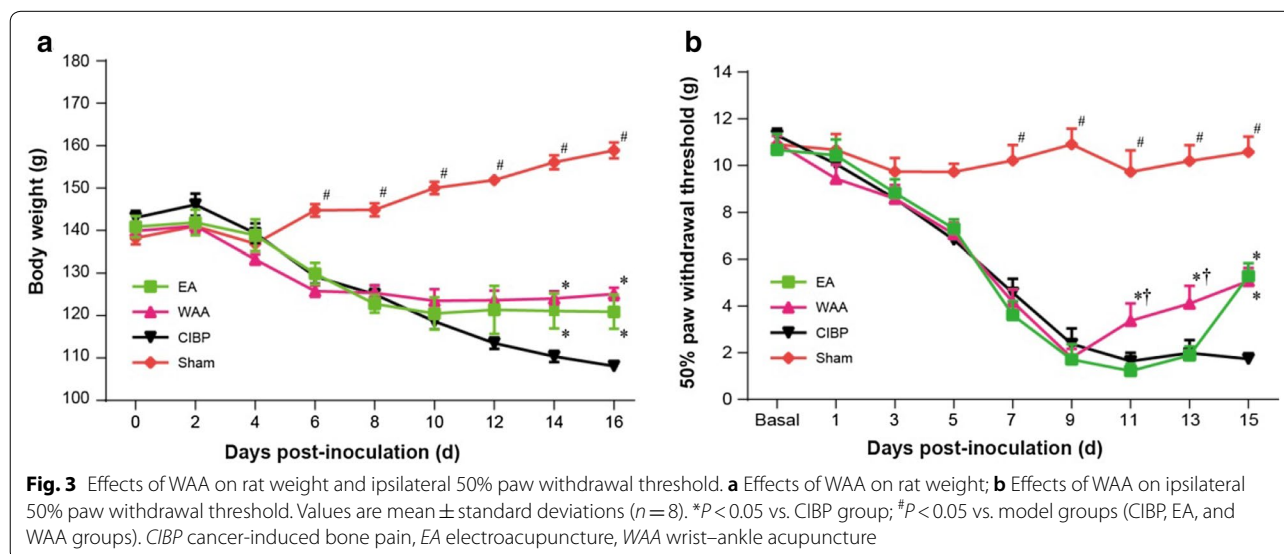 a
180
170
160
150
140
130
120
110
100
Body weight (g)
# # # # # #
* *
* *
EA
WAA
CIBP
Sham
0 2 4 6 8 10 12 14 16
Days post-inoculation (d)
b
14
12
10
8
6
4
2
0
50% paw withdrawal threshold (g)
# # # # #
*† *† *
*
EA
WAA
CIBP
Sham
Basal 1 3 5 7 9 11 13 15
Days post-inoculation (d)
Fig. 3 Effects of WAA on rat weight and ipsilateral 50% paw withdrawal threshold. a Effects of WAA on rat weight; b Effects of WAA on ipsilateral
50% paw withdrawal threshold. Values are mean ± standard deviations (n = 8). *P < 0.05 vs. CIBP group; #P < 0.05 vs. model groups (CIBP, EA, and
WAA groups). CIBP cancer-induced bone pain, EA electroacupuncture, WAA wrist–ankle acupuncture